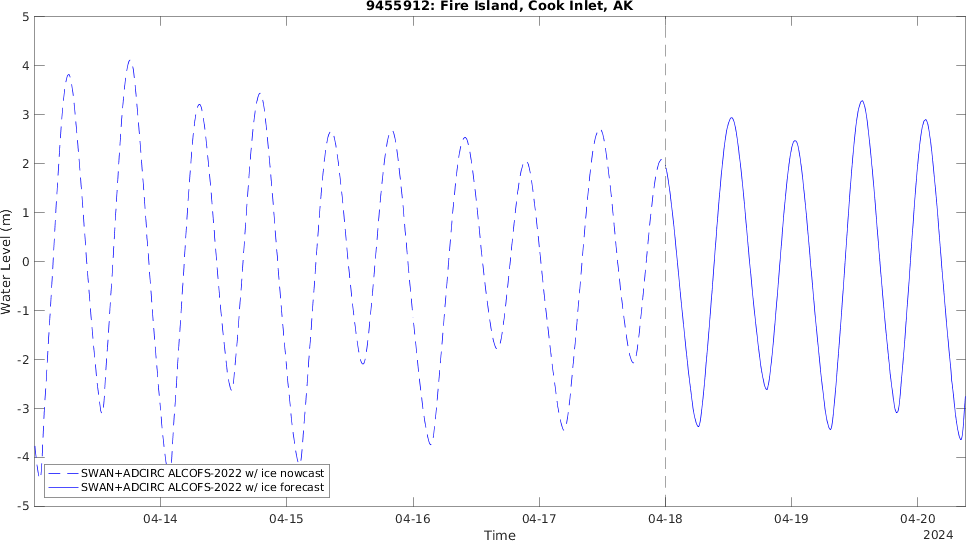 9455912: Fire Island, Cook Inlet, AK
5
4
3
2
1
0
-1
-2
-3
-4
-5
Water Level (m)
SWAN+ADCIRC ALCOFS-2022 w/ ice nowcast
SWAN+ADCIRC ALCOFS-2022 w/ ice forecast
04-14 04-15 04-16 04-17 04-18 04-19 04-20
Time
2024